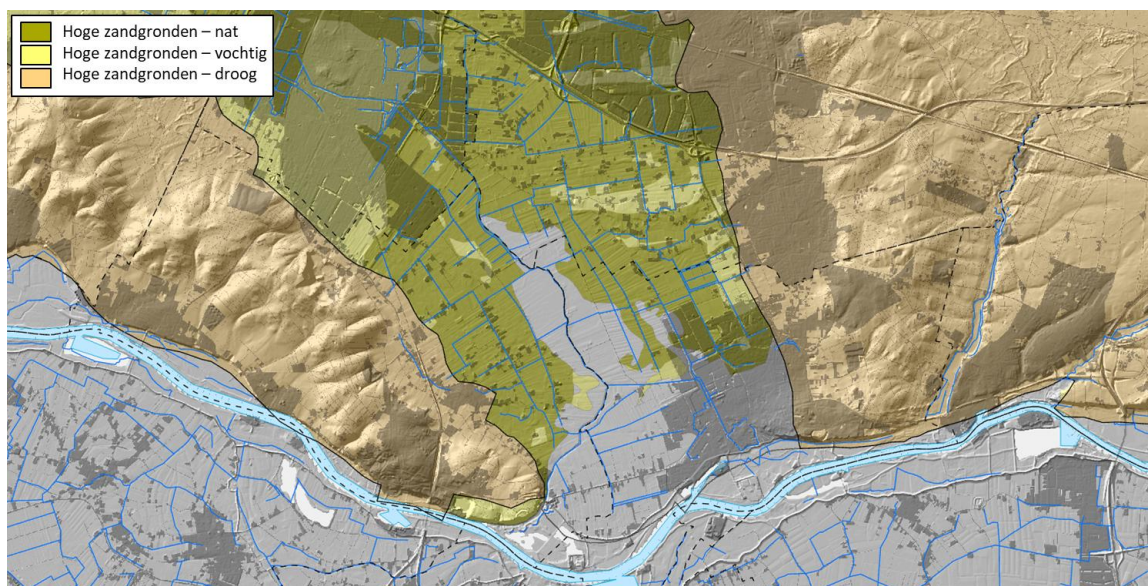 Hoge zandgronden – nat
Hoge zandgronden – vochtig
Hoge zandgronden – droog